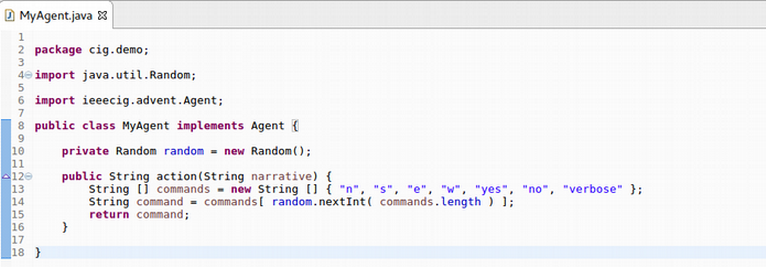 MyAgent.java
1
2 package cig.demo;
3
4 import java.util.Random;
5
6 import ieeecig.advent.Agent;
7
8 public class MyAgent implements Agent {
9
10     private Random random = new Random();
11
12     public String action(String narrative) {
13         String [] commands = new String [] { "n", "s", "e", "w", "yes", "no", "verbose" };
14         String command = commands[ random.nextInt( commands.length ) ];
15         return command;
16     }
17
18 }